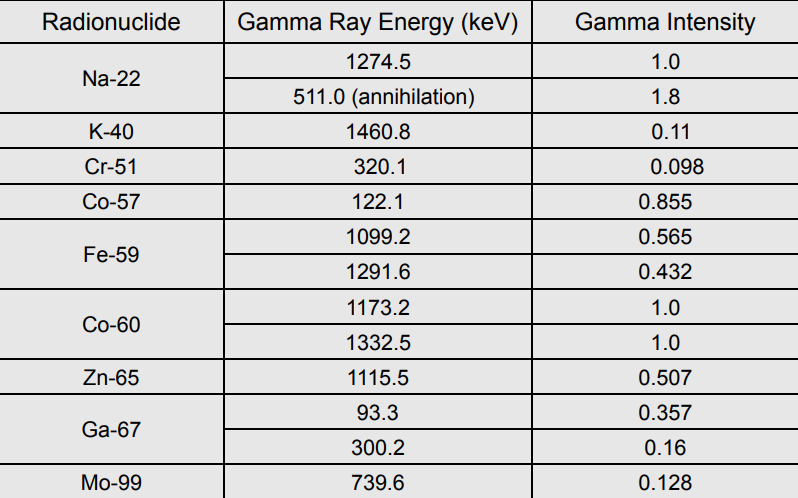 Radionuclide Gamma Ray Energy (keV) Gamma Intensity
Na-22 1274.5 1.0
511.0 (annihilation) 1.8
K-40 1460.8 0.11
Cr-51 320.1 0.098
Co-57 122.1 0.855
Fe-59 1099.2 0.565
1291.6 0.432
Co-60 1173.2 1.0
1332.5 1.0
Zn-65 1115.5 0.507
Ga-67 93.3 0.357
300.2 0.16
Mo-99 739.6 0.128